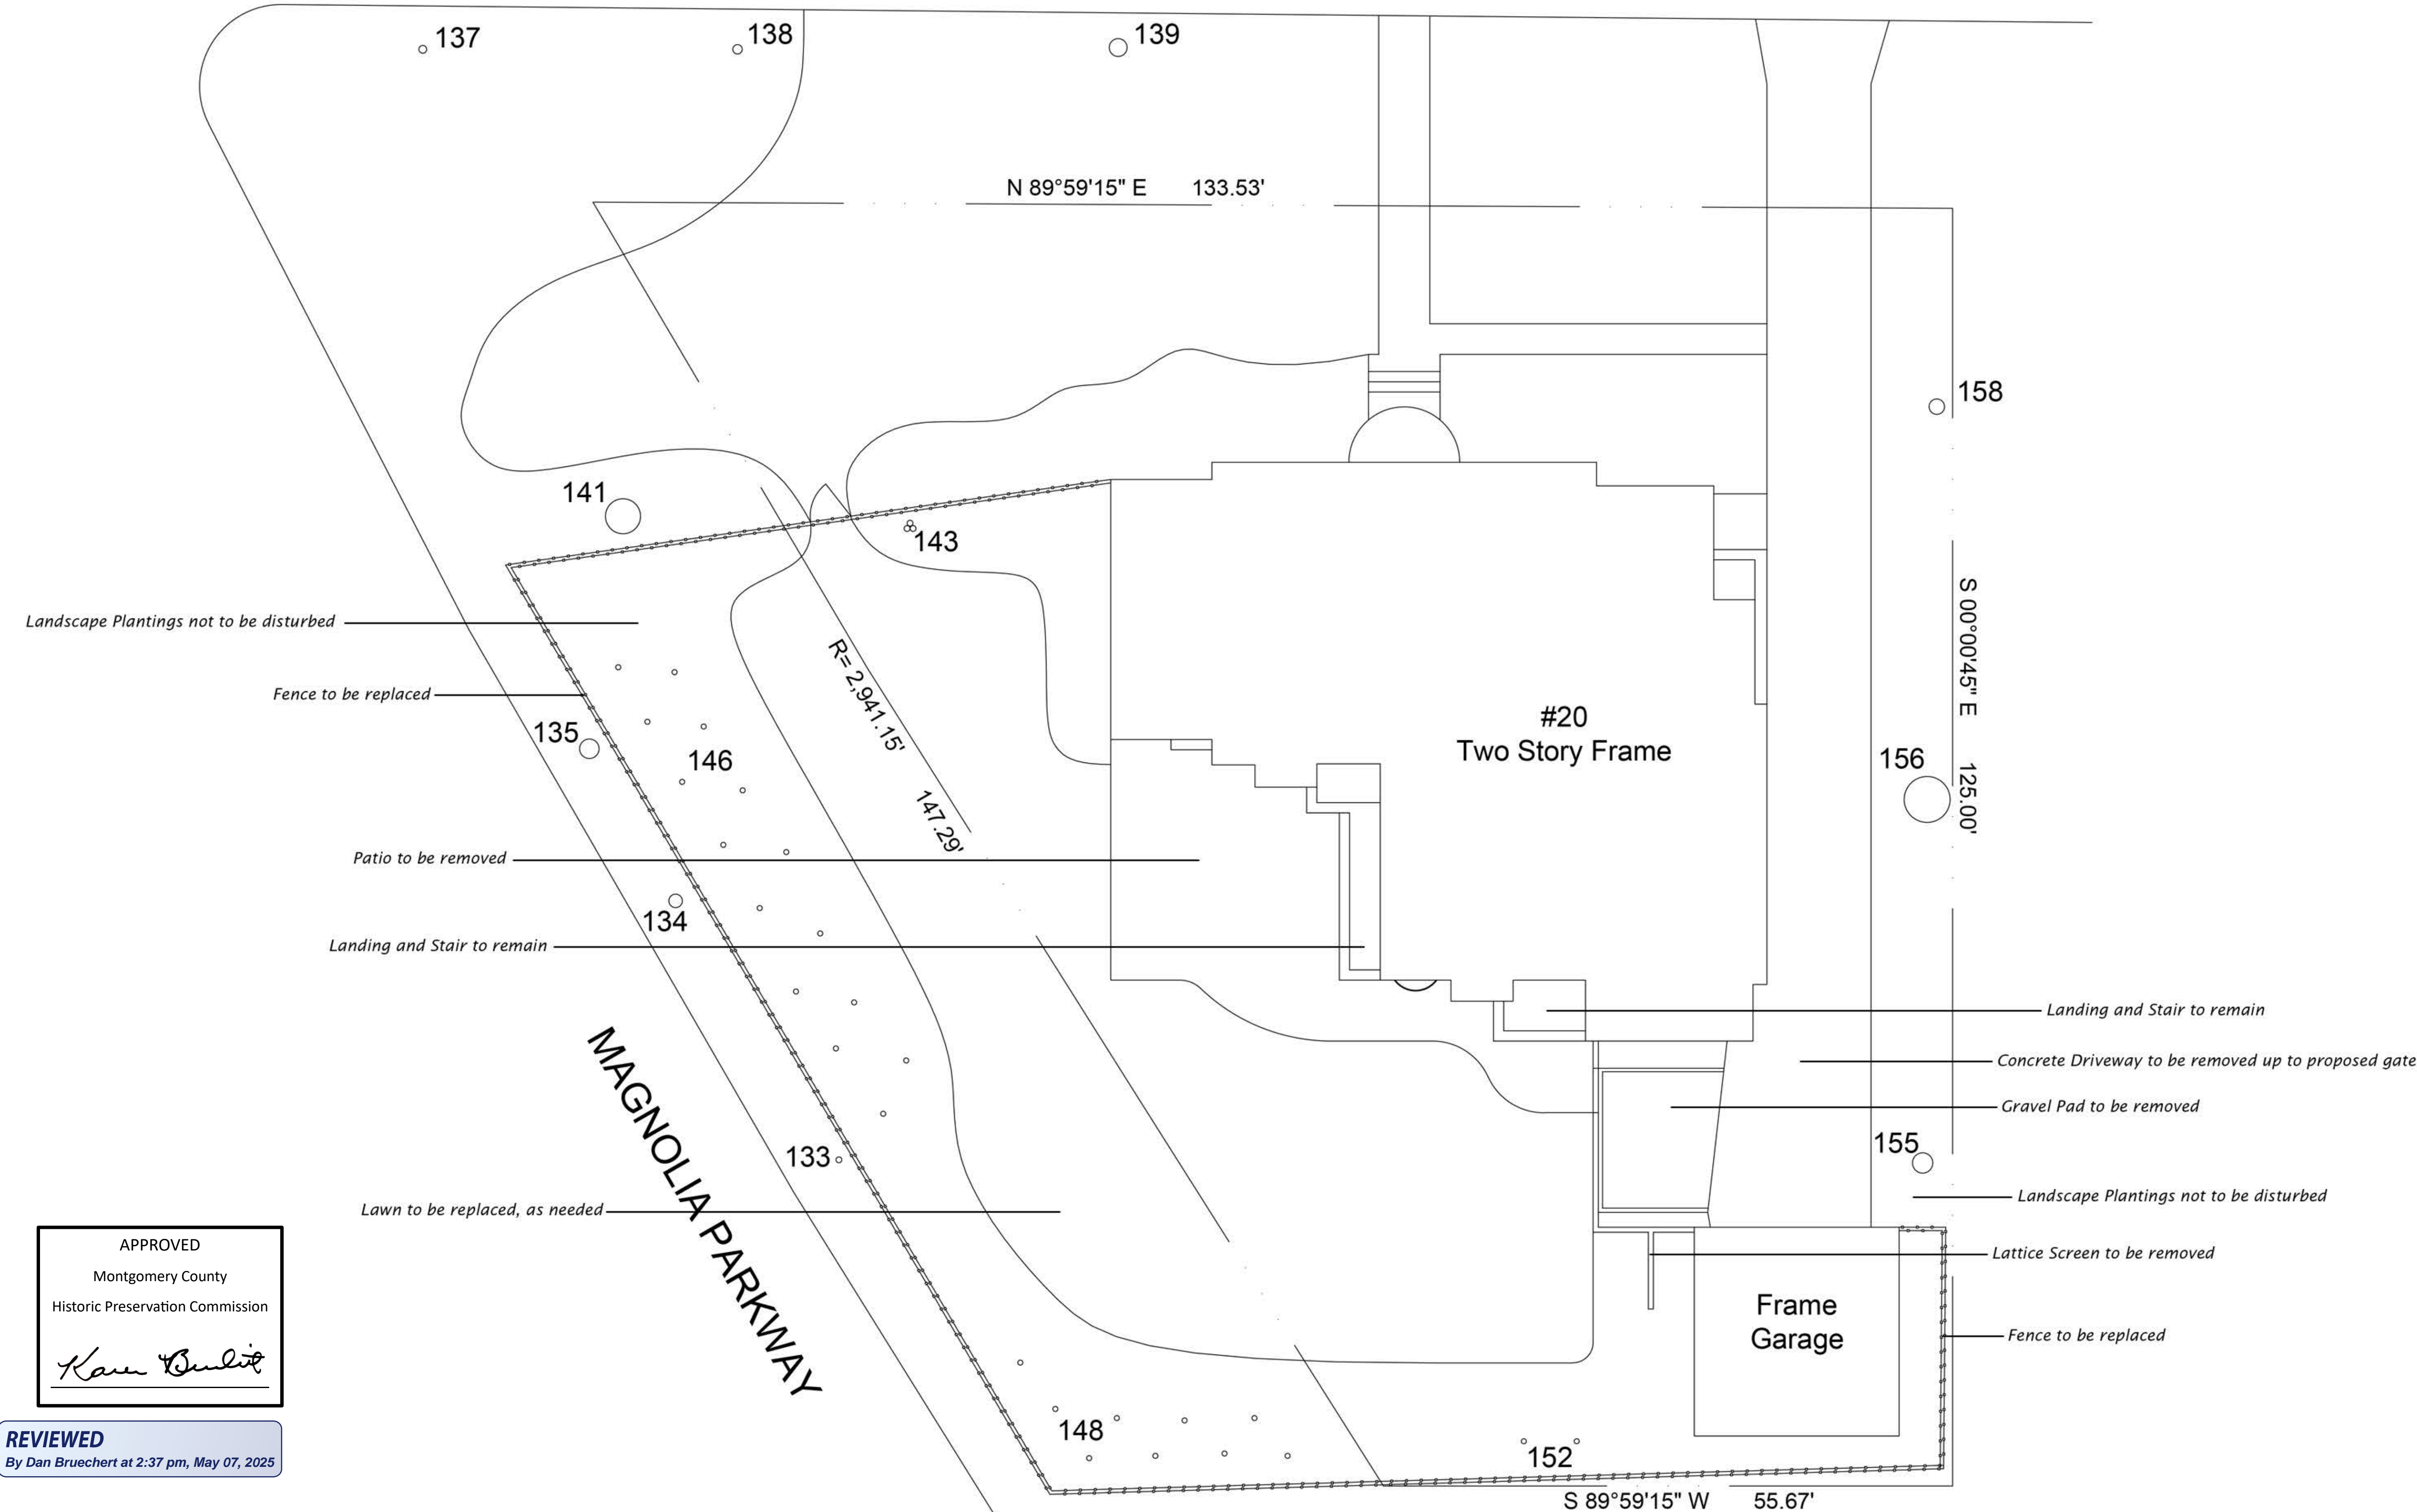 137
138
139
N 89°59'15" E 133.53'
158
141
143
S 00°00'45" E 125.00'
Landscape Plantings not to be disturbed
R= 2,941.15' 147.29'
Fence to be replaced
135
146
#20
Two Story Frame
156
Patio to be removed
134
Landing and Stair to remain
Landing and Stair to remain
Concrete Driveway to be removed up to proposed gate
Gravel Pad to be removed
MAGNOLIA PARKWAY
133
155
Landscape Plantings not to be disturbed
Lawn to be replaced, as needed
Lattice Screen to be removed
Frame
Garage
Fence to be replaced
148
152
S 89°59'15" W 55.67'
APPROVED
Montgomery County
Historic Preservation Commission
REVIEWED
By Dan Bruechert at 2:37 pm, May 07, 2025